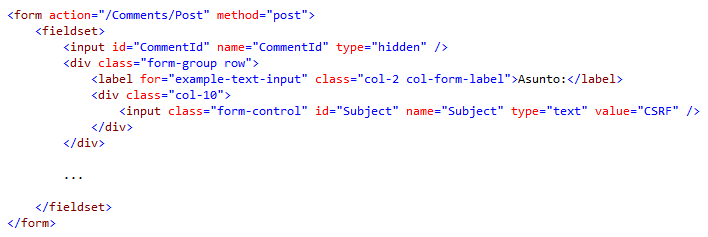 <form action="/Comments/Post" method="post">
    <fieldset>
        <input id="CommentId" name="CommentId" type="hidden" />
        <div class="form-group row">
            <label for="example-text-input" class="col-2 col-form-label">Asunto:</label>
            <div class="col-10">
                <input class="form-control" id="Subject" name="Subject" type="text" value="CSRF" />
            </div>
        </div>

        ...

    </fieldset>
</form>